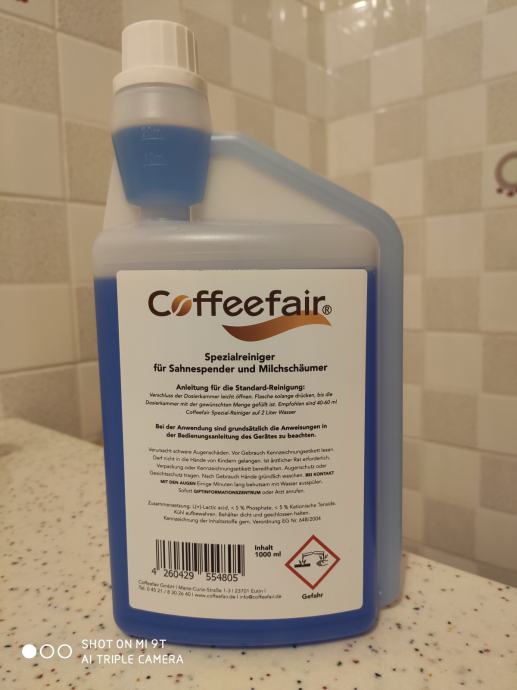 Coffeefair®
Spezialreiniger
für Sahnespender und Milchschäumer
Anleitung für die Standard-Reinigung:
Verschluss der Dosierkammer leicht öffnen. Flasche solange drücken, bis die
Dosierkammer mit der gewünschten Menge gefüllt ist. Empfohlen sind 40-60 ml
Coffeefair Spezial-Reiniger auf 2 Liter Wasser
Bei der Anwendung sind grundsätzlich die Anweisungen in
der Bedienungsanleitung des Gerätes zu beachten.
Verursacht schwere Augenschäden. Vor Gebrauch Kennzeichnungsetikett lesen.
Darf nicht in die Hände von Kindern gelangen. Ist ärztlicher Rat erforderlich,
Verpackung oder Kennzeichnungsetikett bereithalten. Augenschutz oder
Gesichtsschutz tragen. Nach Gebrauch Hände gründlich waschen. BEI KONTAKT
MIT DEN AUGEN Einige Minuten lang behutsam mit Wasser ausspülen.
Sofort GIFTINFORMATIONSZENTRUM oder Arzt anrufen.
Zusammensetzung: L(+)-Lactic acid, < 5 % Phosphate, < 5 % Kationische Tenside.
Kühl aufbewahren. Behälter dicht und geschlossen halten.
Kennzeichnung der Inhaltsstoffe gem. Verordnung EG Nr. 648/2004
Inhalt
1000 ml
4 260429 554805
Gefahr
Coffeefair GmbH | Marie-Curie-Straße 1-3 | 23701 Eutin |
Tel. 0 45 21 / 8 30 26 40 | www.coffeefair.de | info@coffeefair.de
SHOT ON MI 9T
AI TRIPLE CAMERA